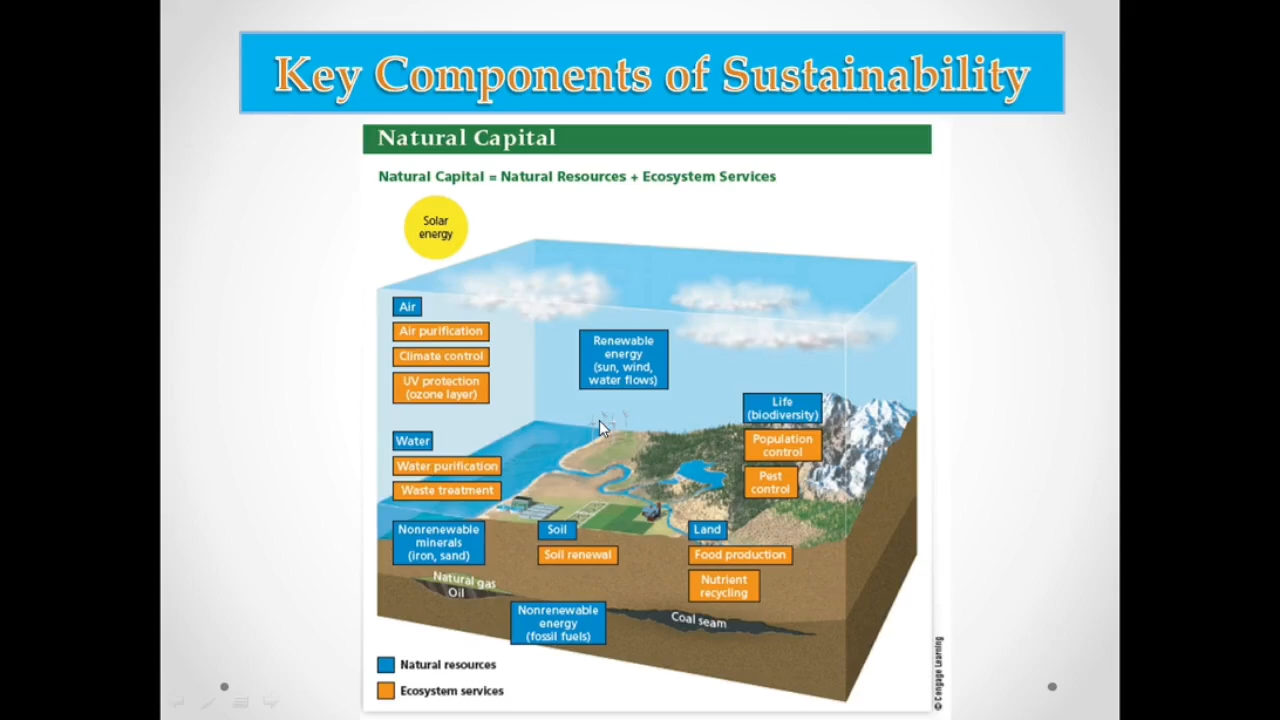 Key Components of Sustainability
Natural Capital
Natural Capital = Natural Resources + Ecosystem Services
Solar
energy
Air
Air purification
Climate control
UV protection
(ozone layer)
Renewable
energy
(sun, wind,
water flows)
Life
(biodiversity)
Population
control
Pest
control
Water
Water purification
Waste treatment
Nonrenewable
minerals
(iron, sand)
Soil
Soil renewal
Land
Food production
Nutrient
recycling
Natural gas
Oil
Nonrenewable
energy
(fossil fuels)
Coal seam
Natural resources
Ecosystem services
© Cengage Learning